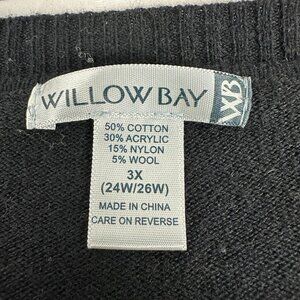 WILLOW BAY
WB
50% COTTON
30% ACRYLIC
15% NYLON
5% WOOL
3X
(24W/26W)
MADE IN CHINA
CARE ON REVERSE